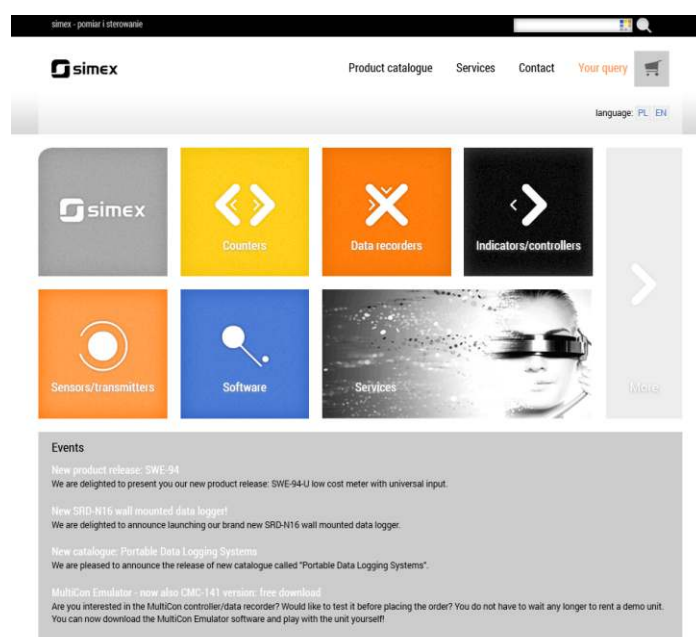 simex - pomiar i sterowanie
simex
Product catalogue Services Contact Your query
language: PL EN
simex
Counters
Data recorders
Indicators/controllers
Sensors/transmitters
Software
Services
More
Events
New product release: SWE-94
We are delighted to present you our new product release: SWE-94-U low cost meter with universal input.
New SRD-N16 wall mounted data logger!
We are delighted to announce launching our brand new SRD-N16 wall mounted data logger.
New catalogue: Portable Data Logging Systems
We are pleased to announce the release of new catalogue called "Portable Data Logging Systems".
MultiCon Emulator - now also CMC-141 version: free download
Are you interested in the MultiCon controller/data recorder? Would like to test it before placing the order? You do not have to wait any longer to rent a demo unit.
You can now download the MultiCon Emulator software and play with the unit yourself!